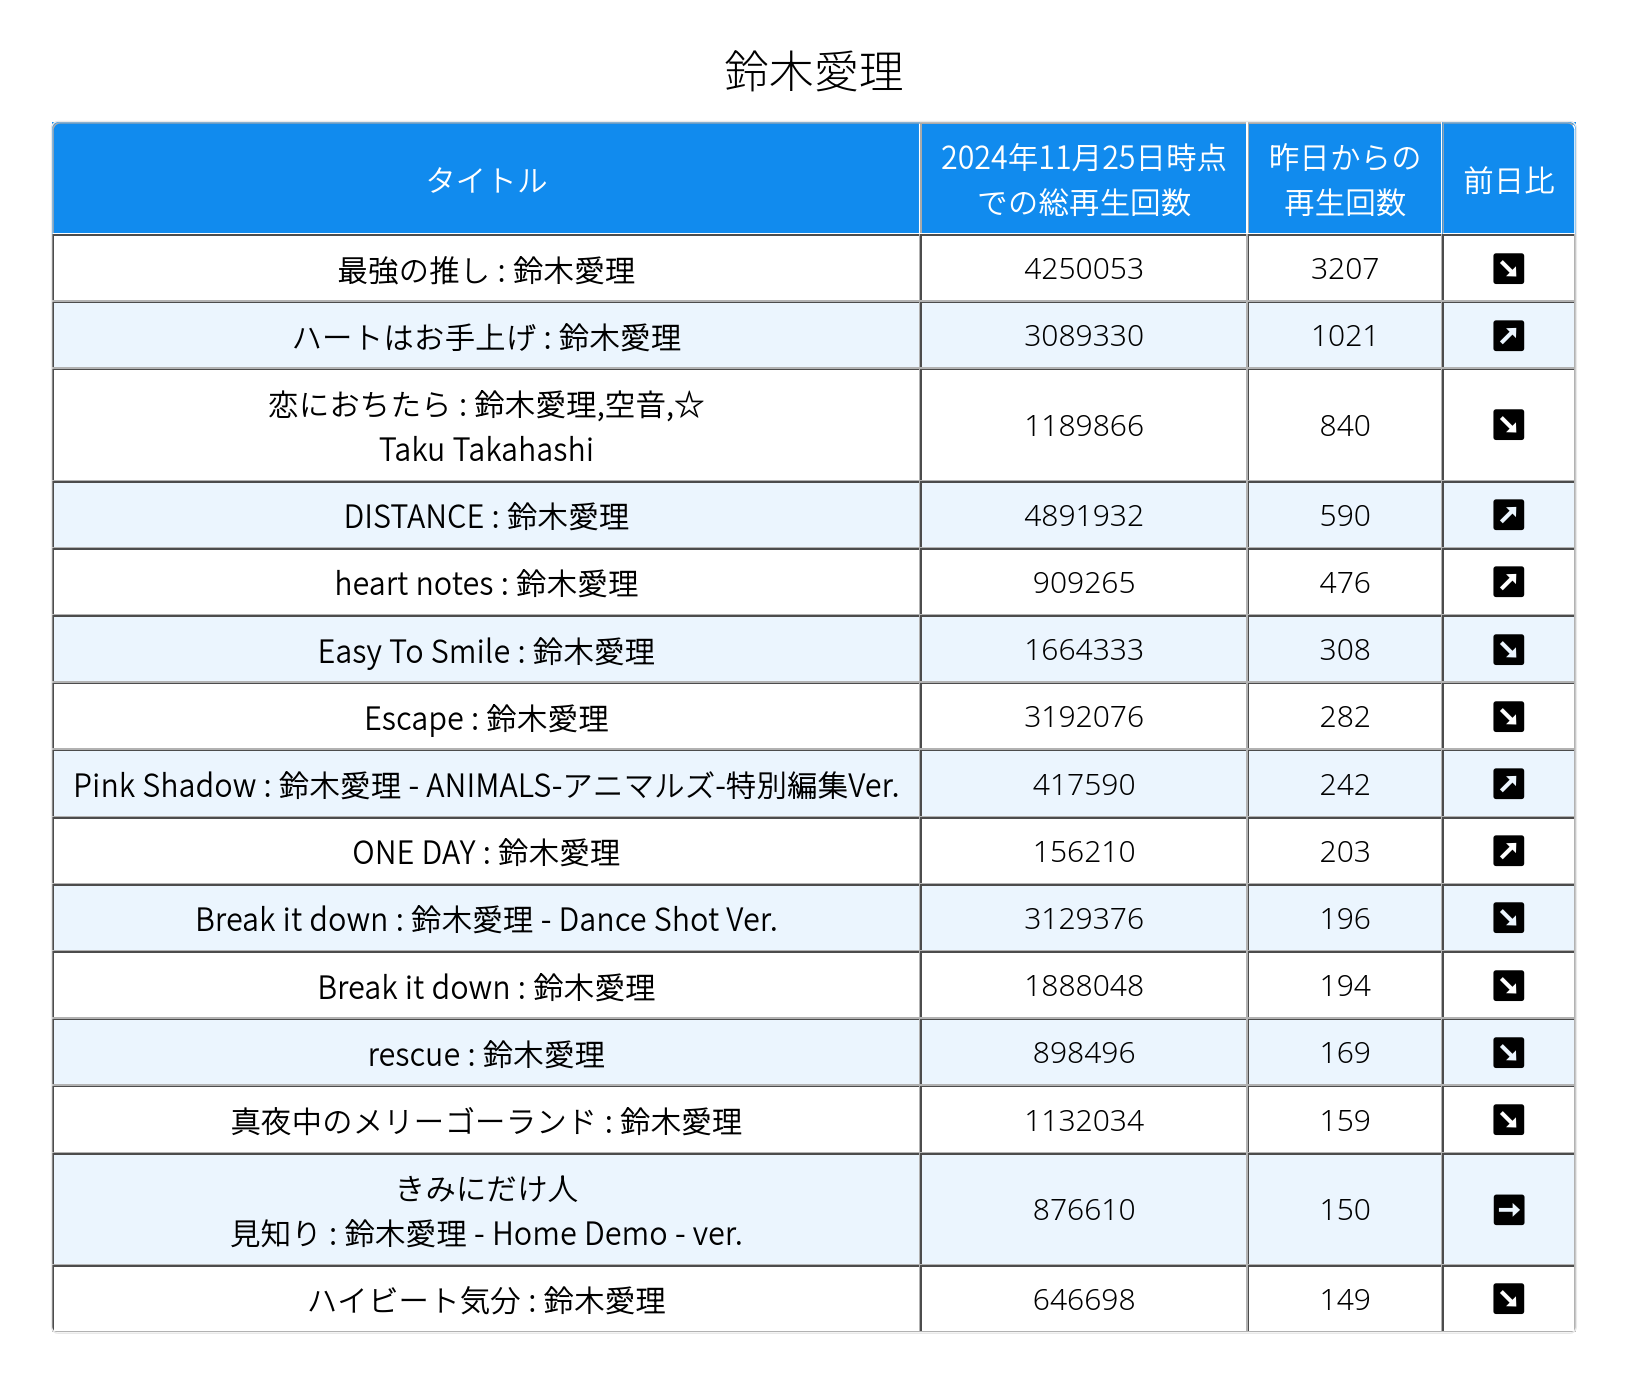 鈴木愛理
タイトル
2024年11月25日時点
での総再生回数
昨日からの
再生回数
前日比
最強の推し : 鈴木愛理 4250053 3207 ↘
ハートはお手上げ : 鈴木愛理 3089330 1021 ↗
恋におちたら : 鈴木愛理,空音,☆
Taku Takahashi 1189866 840 ↘
DISTANCE : 鈴木愛理 4891932 590 ↗
heart notes : 鈴木愛理 909265 476 ↗
Easy To Smile : 鈴木愛理 1664333 308 ↘
Escape : 鈴木愛理 3192076 282 ↘
Pink Shadow : 鈴木愛理 - ANIMALS-アニマルズ-特別編集Ver. 417590 242 ↗
ONE DAY : 鈴木愛理 156210 203 ↗
Break it down : 鈴木愛理 - Dance Shot Ver. 3129376 196 ↘
Break it down : 鈴木愛理 1888048 194 ↘
rescue : 鈴木愛理 898496 169 ↘
真夜中のメリーゴーランド : 鈴木愛理 1132034 159 ↘
きみにだけ人
見知り : 鈴木愛理 - Home Demo - ver. 876610 150 →
ハイビート気分 : 鈴木愛理 646698 149 ↘